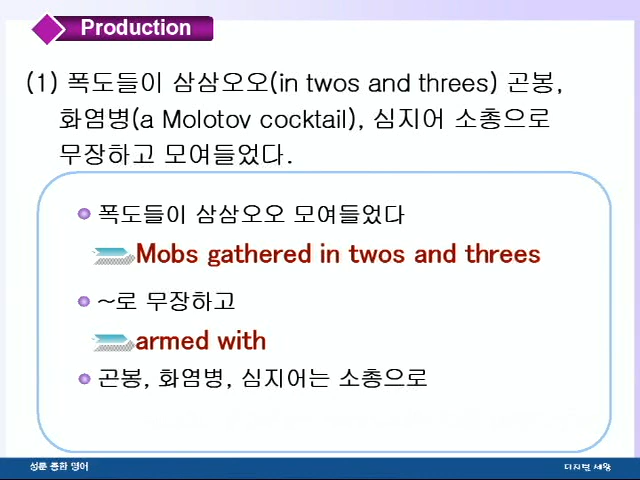 Production
(1) 폭도들이 삼삼오오(in twos and threes) 곤봉,
화염병(a Molotov cocktail), 심지어 소총으로
무장하고 모여들었다.
폭도들이 삼삼오오 모여들었다
Mobs gathered in twos and threes
~로 무장하고
armed with
곤봉, 화염병, 심지어는 소총으로
성문 종합 영어
디지털 세왕